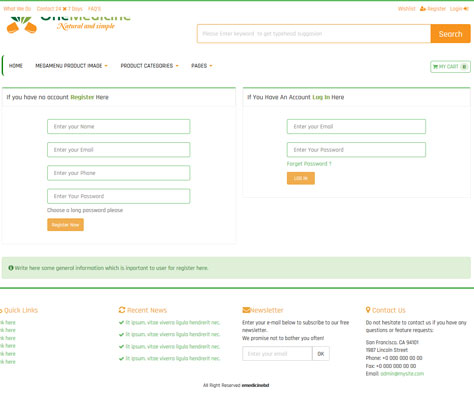 What We Do Contact 24 x 7 Days FAQ'S
Wishlist Register Login
OneMedicine
Natural and simple
Please Enter keyword to get typehead suggesion
Search
HOME MEGAMENU PRODUCT IMAGE PRODUCT CATEGORIES PAGES
MY CART 0
If you have no account Register Here
Enter your Name
Enter your Email
Enter your Phone
Enter Your Password
Choose a long password please
Register Now
If You Have An Account Log In Here
Enter your Email
Enter Your Password
Forget Password ?
LOG IN
Write here some general information which is inportant to user for register here.
Quick Links
here
here
here
here
here
here
Recent News
lit ipsum, vitae viverra ligula hendrerit nec,
lit ipsum, vitae viverra ligula hendrerit nec,
lit ipsum, vitae viverra ligula hendrerit nec,
lit ipsum, vitae viverra ligula hendrerit nec,
Newsletter
Enter your e-mail below to subscribe to our free
newsletter.
We promise not to bother you often!
Enter your email
OK
Contact Us
Do not hesitate to contact us if you have any
questions or feature requests:
San Francisco, CA 94101
1987 Lincoln Street
Phone: +0 000 000 00 00
Fax: +0 000 000 00 00
Email: admin@mysite.com
All Right Reserved emedicinebd